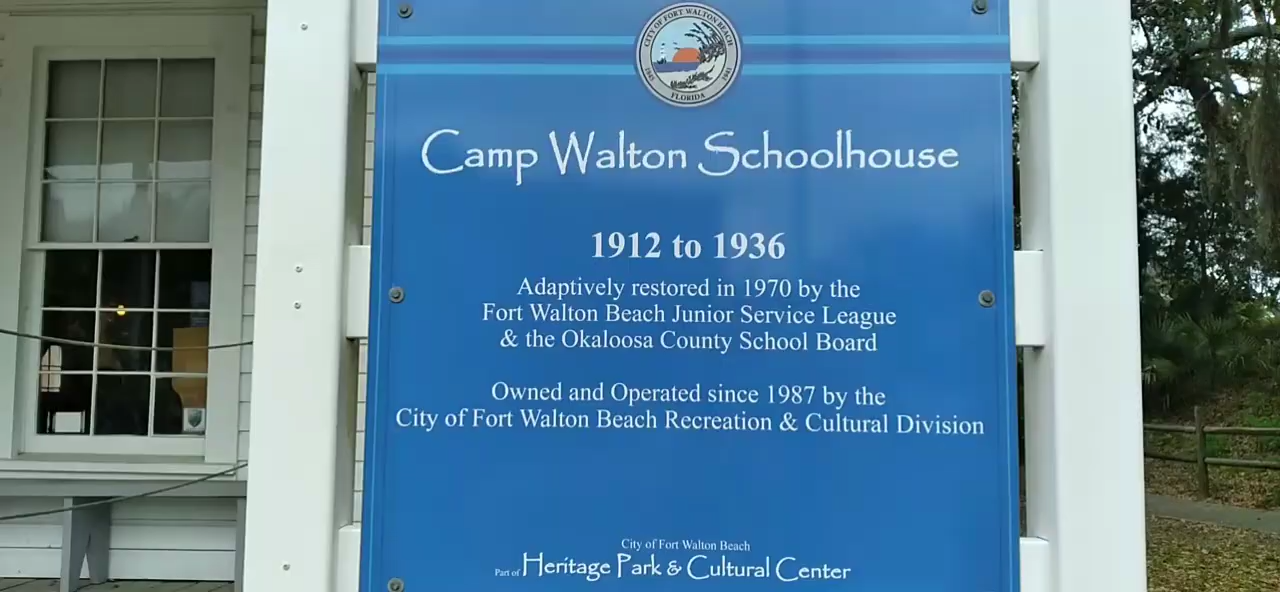 CITY OF FORT WALTON BEACH
1941 1941
FLORIDA
Camp Walton Schoolhouse
1912 to 1936
Adaptively restored in 1970 by the
Fort Walton Beach Junior Service League
& the Okaloosa County School Board
Owned and Operated since 1987 by the
City of Fort Walton Beach Recreation & Cultural Division
City of Fort Walton Beach
Part of Heritage Park & Cultural Center